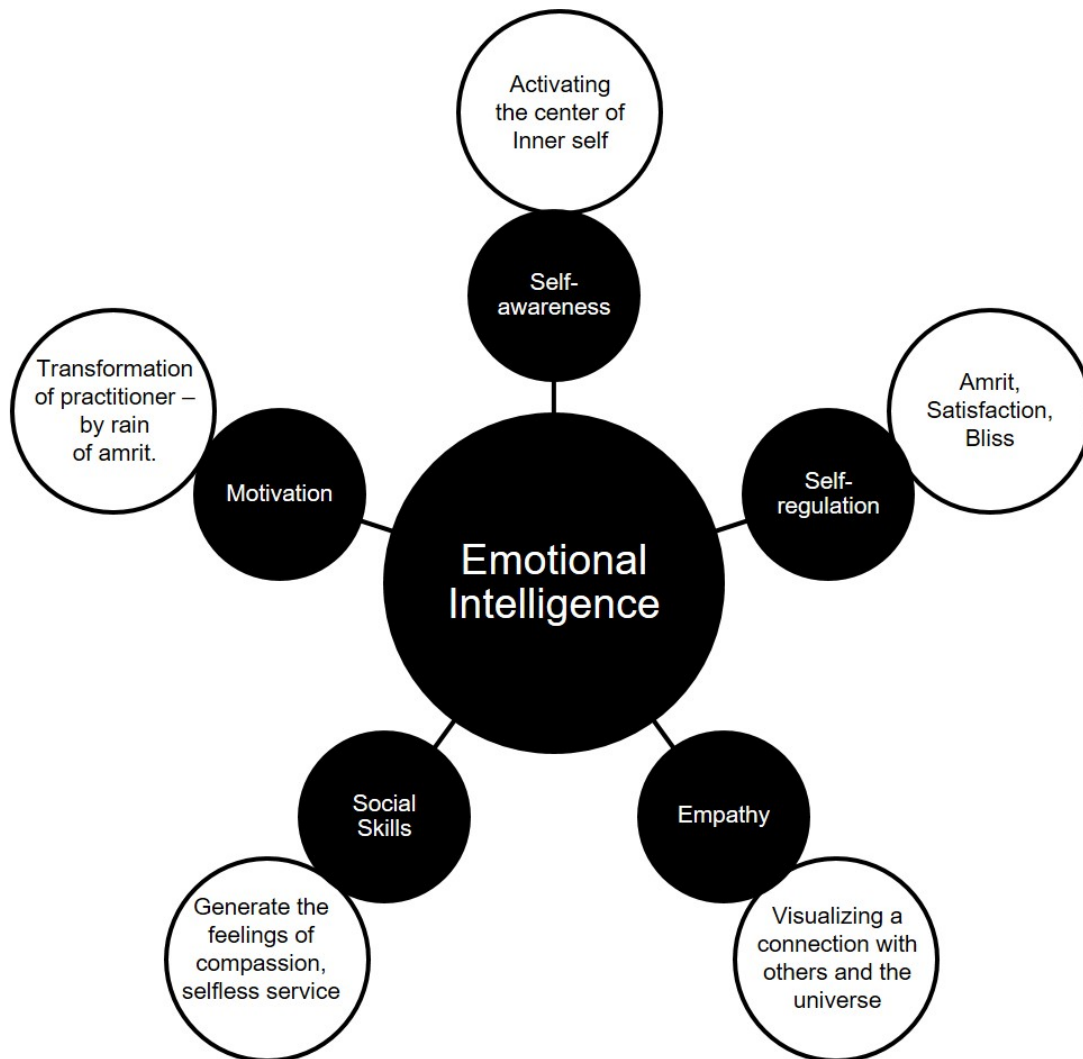 Activating
the center of
Inner self
Self-
awareness
Transformation
of practitioner –
by rain
of amrit.
Motivation
Amrit,
Satisfaction,
Bliss
Self-
regulation
Emotional
Intelligence
Social
Skills
Generate the
feelings of
compassion,
selfless service
Empathy
Visualizing a
connection with
others and the
universe